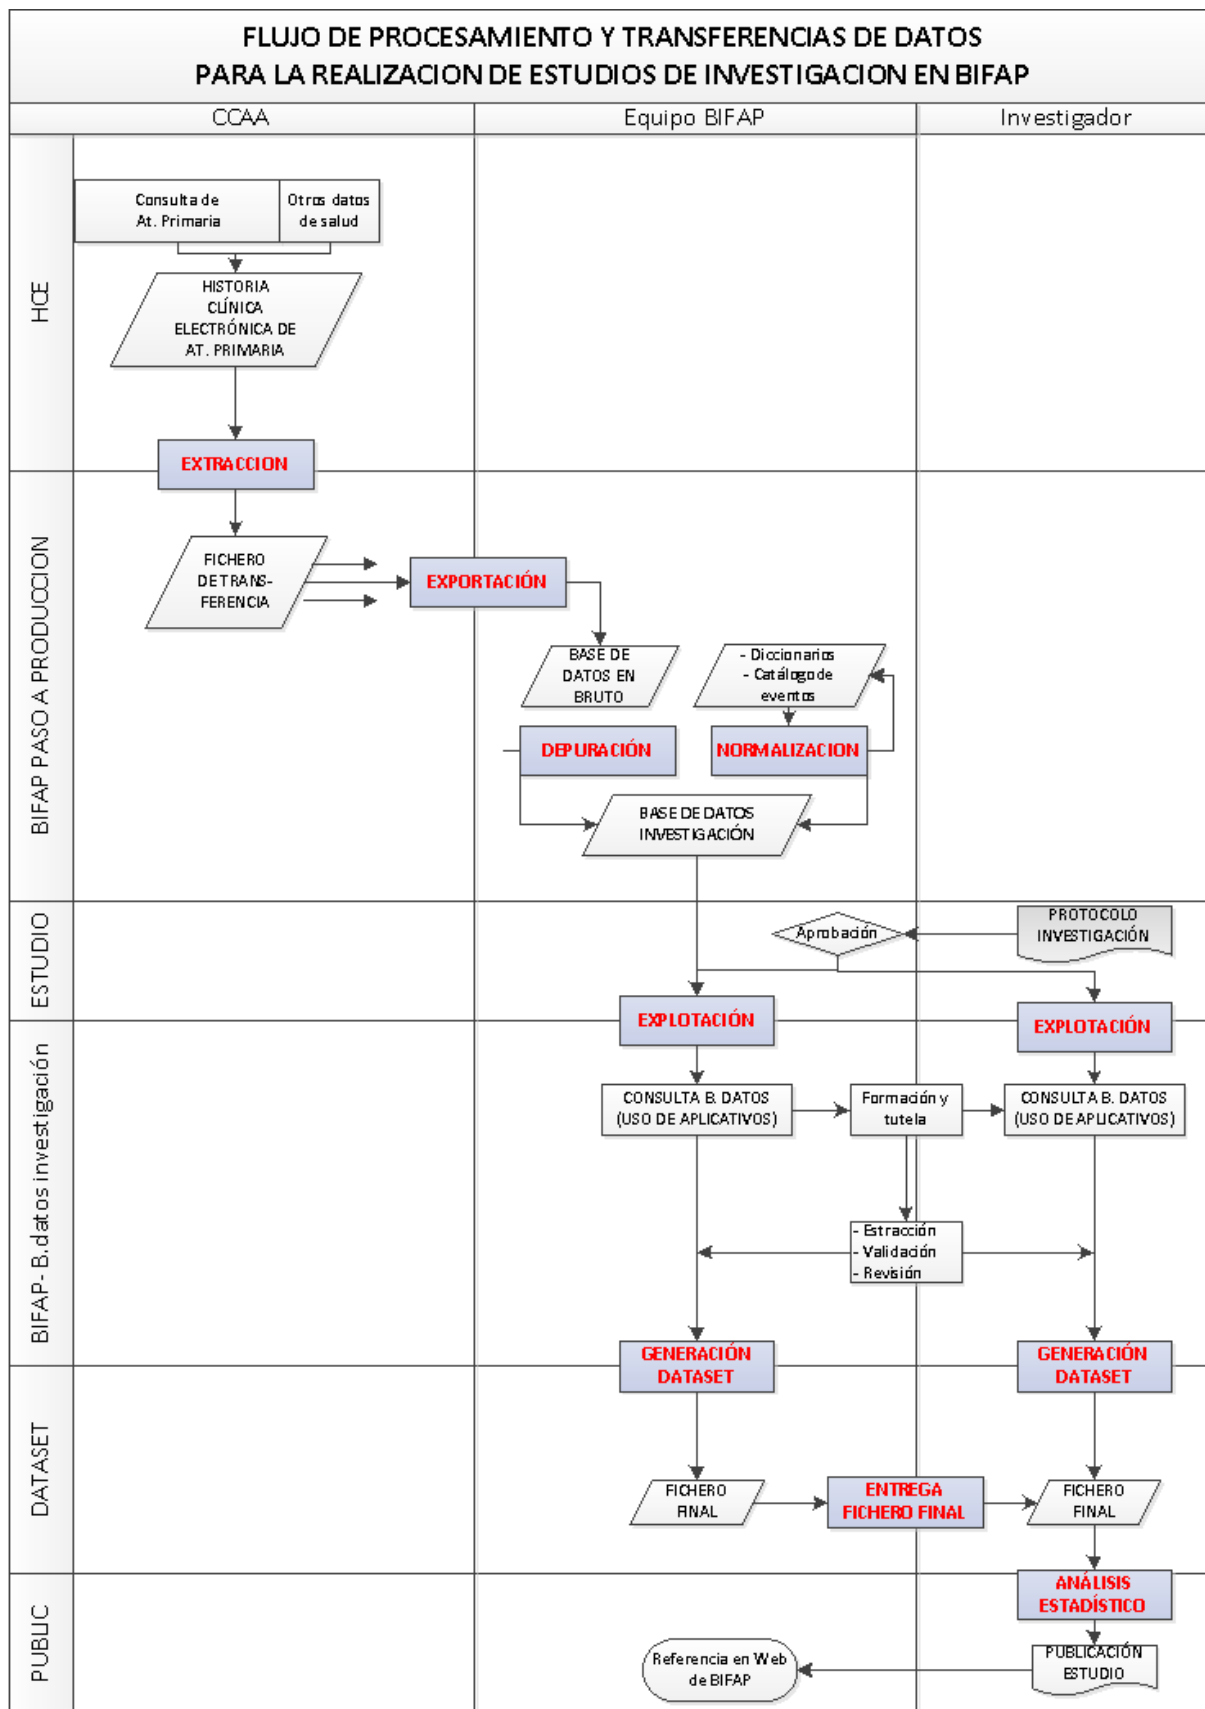 FLUJO DE PROCESAMIENTO Y TRANSFERENCIAS DE DATOS
PARA LA REALIZACION DE ESTUDIOS DE INVESTIGACION EN BIFAP
CCAA
Equipo BIFAP
Investigador
HCE
Consulta de
At. Primaria
Otros datos
de salud
HISTORIA
CLÍNICA
ELECTRÓNICA DE
AT. PRIMARIA
EXTRACCION
BIFAP PASO A PRODUCCION
FICHERO
DE TRANS-
FERENCIA
EXPORTACIÓN
BASE DE
DATOS EN
BRUTO
- Diccionarios
- Catálogo de
eventos
DEPURACIÓN
NORMALIZACION
BASE DE DATOS
INVESTIGACIÓN
ESTUDIO
Aprobación
PROTOCOLO
INVESTIGACIÓN
EXPLOTACIÓN
EXPLOTACIÓN
BIFAP- B.datos investigación
CONSULTA B. DATOS
(USO DE APLICATIVOS)
Formación y
tutela
CONSULTA B. DATOS
(USO DE APLICATIVOS)
- Estracción
- Validación
- Revisión
GENERACIÓN
DATASET
GENERACIÓN
DATASET
DATASET
FICHERO
FINAL
ENTREGA
FICHERO FINAL
FICHERO
FINAL
PUBLIC
ANÁLISIS
ESTADÍSTICO
Referencia en Web
de BIFAP
PUBLICACIÓN
ESTUDIO